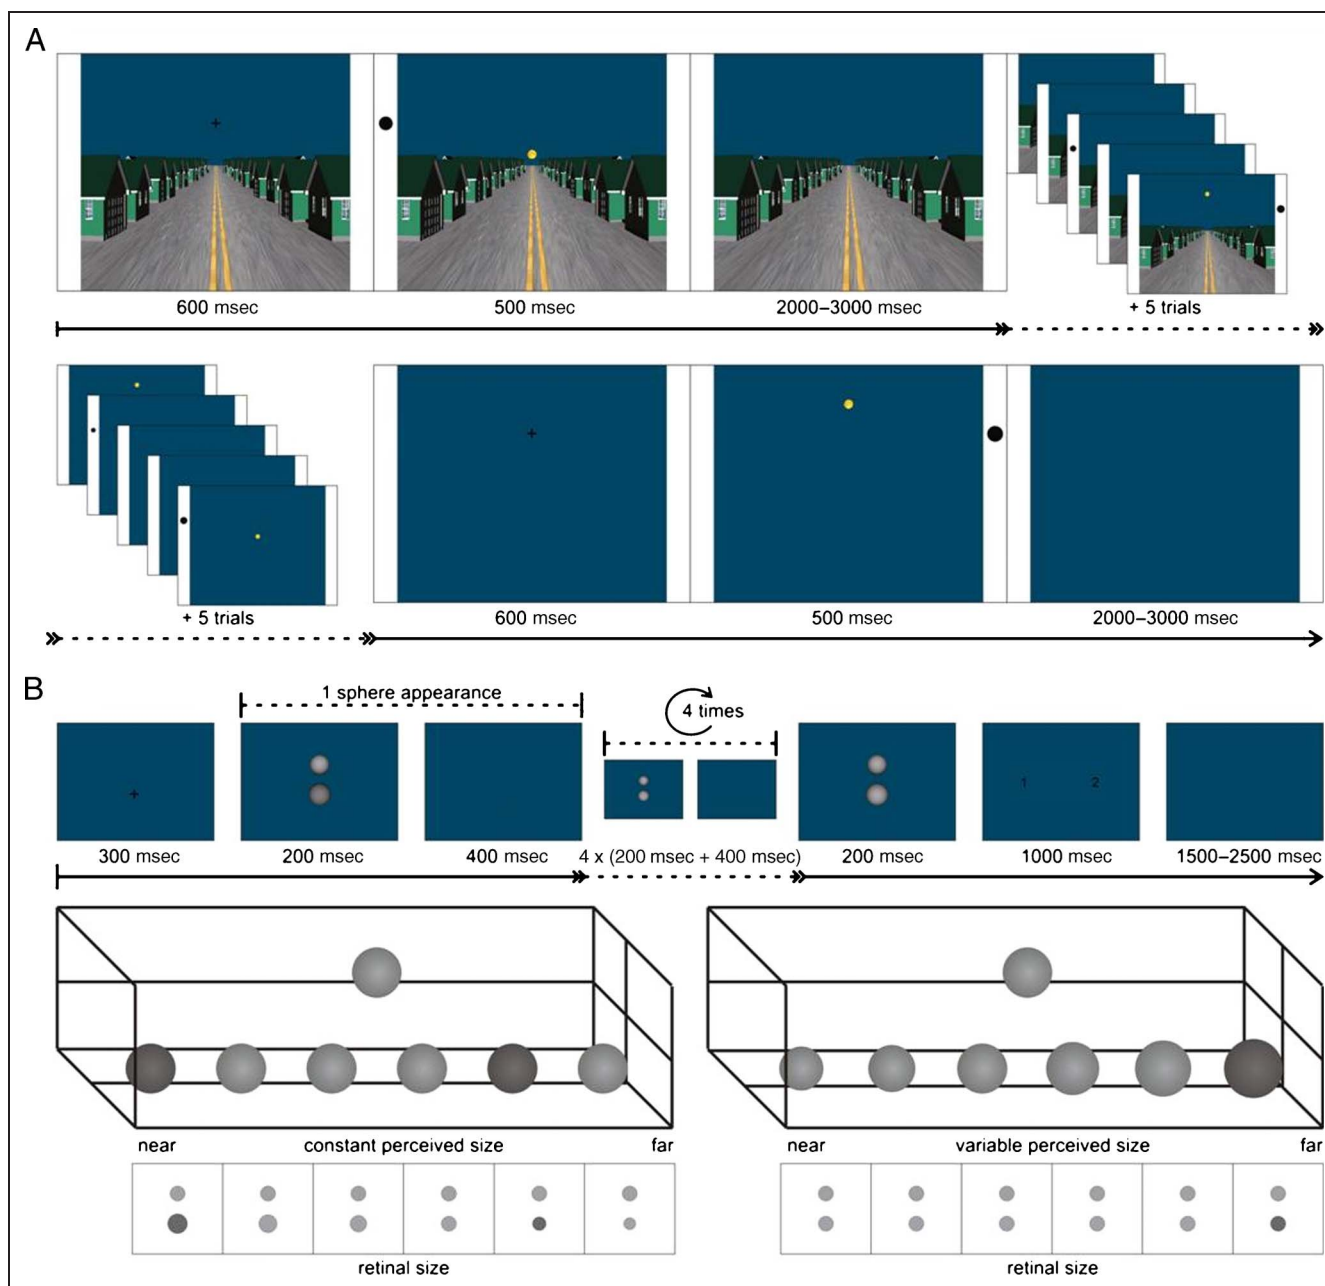 A
600 msec
500 msec
2000–3000 msec
+ 5 trials
+ 5 trials
600 msec
500 msec
2000–3000 msec
B
1 sphere appearance
4 times
1
2
300 msec
200 msec
400 msec
4 x (200 msec + 400 msec)
200 msec
1000 msec
1500–2500 msec
near
constant perceived size
far
near
variable perceived size
far
retinal size
retinal size